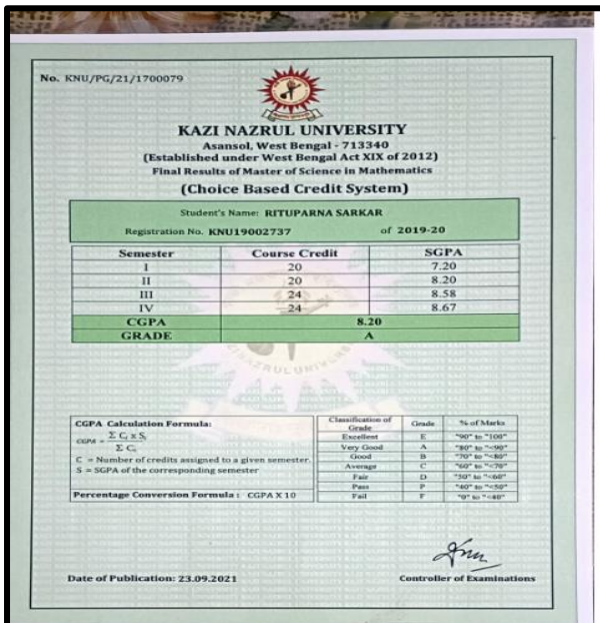 No. KNU/PG/21/1700079
KAZI NAZRUL UNIVERSITY
Asansol, West Bengal - 713340
(Established under West Bengal Act XIX of 2012)
Final Results of Master of Science in Mathematics
(Choice Based Credit System)
Student's Name: RITUPARNA SARKAR
Registration No. KNU19002737 of 2019-20
Semester Course Credit SGPA
I 20 7.20
II 20 8.20
III 24 8.58
IV 24 8.67
CGPA 8.20
GRADE A
CGPA Calculation Formula:
CGPA = Σ Cᵢ x Sᵢ
Σ Cᵢ
C = Number of credits assigned to a given semester.
S = SGPA of the corresponding semester
Percentage Conversion Formula : CGPA X 10
Classification of Grade Grade % of Marks
Excellent E "90" to "100"
Very Good A "80" to "<90"
Good B "70" to "<80"
Average C "60" to "<70"
Fair D "50" to "<60"
Pass P "40" to "<50"
Fail F "0" to "<40"
Date of Publication: 23.09.2021 Controller of Examinations